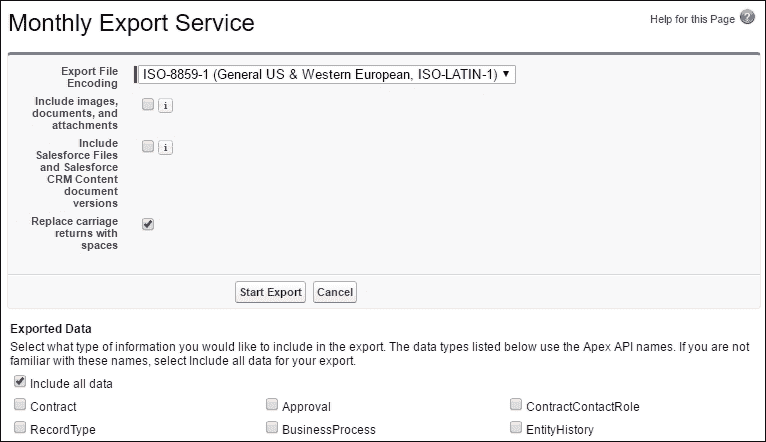 Monthly Export Service
Help for this Page ?
Export File
Encoding
ISO-8859-1 (General US & Western European, ISO-LATIN-1)
Include images,
documents, and
attachments
i
Include
Salesforce Files
and Salesforce
CRM Content
document
versions
i
Replace carriage
returns with
spaces
Start Export Cancel
Exported Data
Select what type of information you would like to include in the export. The data types listed below use the Apex API names. If you are not
familiar with these names, select Include all data for your export.
Include all data
Contract Approval ContractContactRole
RecordType BusinessProcess EntityHistory